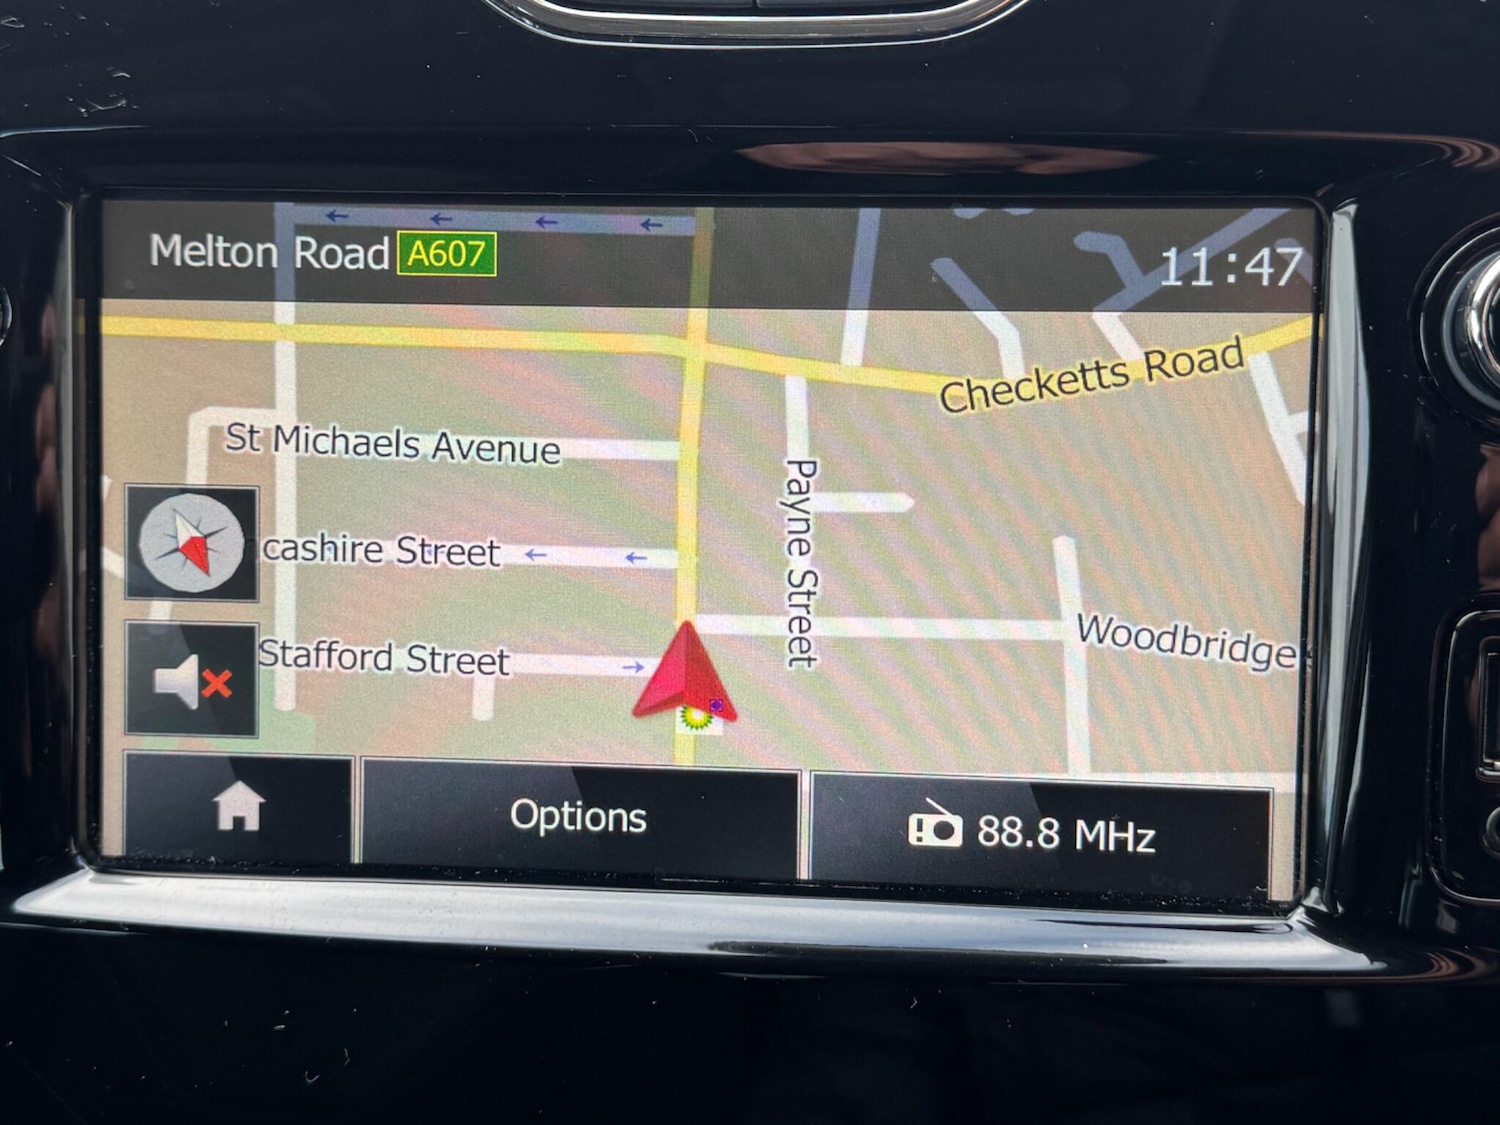 Melton Road A607
11:47
Checketts Road
St Michaels Avenue
Payne Street
cashire Street
Woodbridge
Stafford Street
Options
88.8 MHz